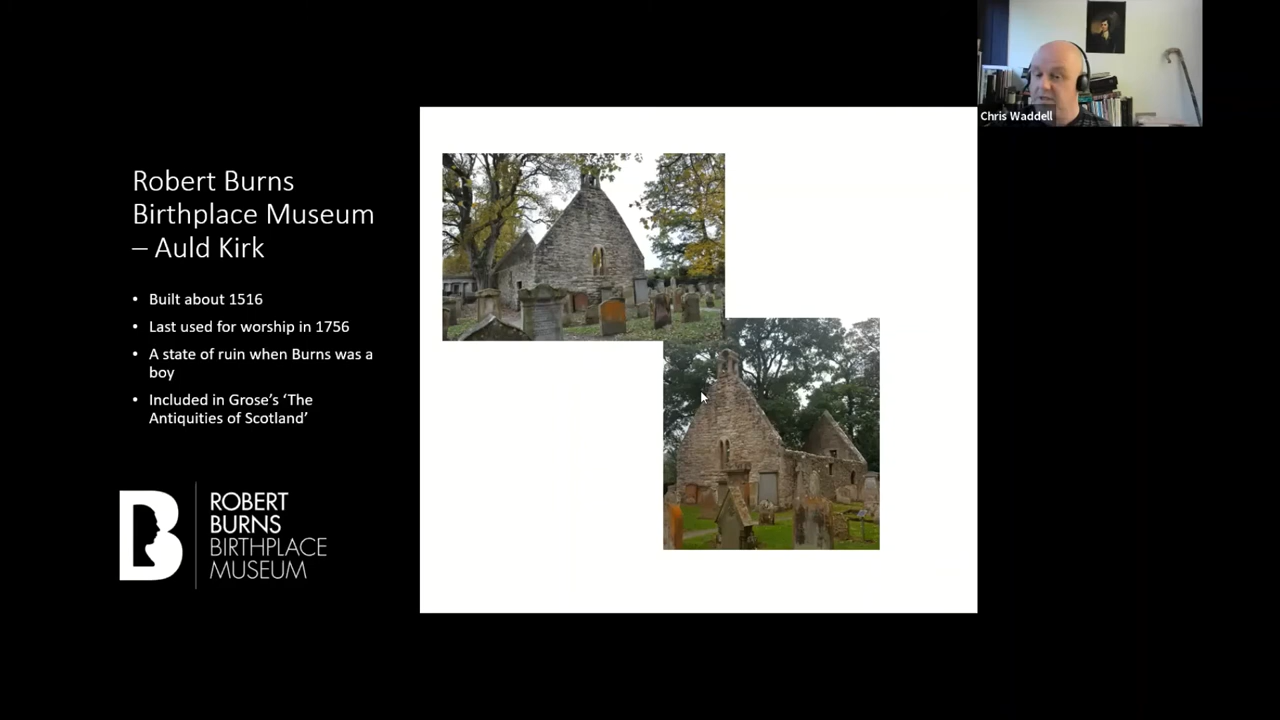 Chris Waddell
Robert Burns
Birthplace Museum
– Auld Kirk
• Built about 1516
• Last used for worship in 1756
• A state of ruin when Burns was a
boy
• Included in Grose's 'The
Antiquities of Scotland'
B
ROBERT
BURNS
BIRTHPLACE
MUSEUM